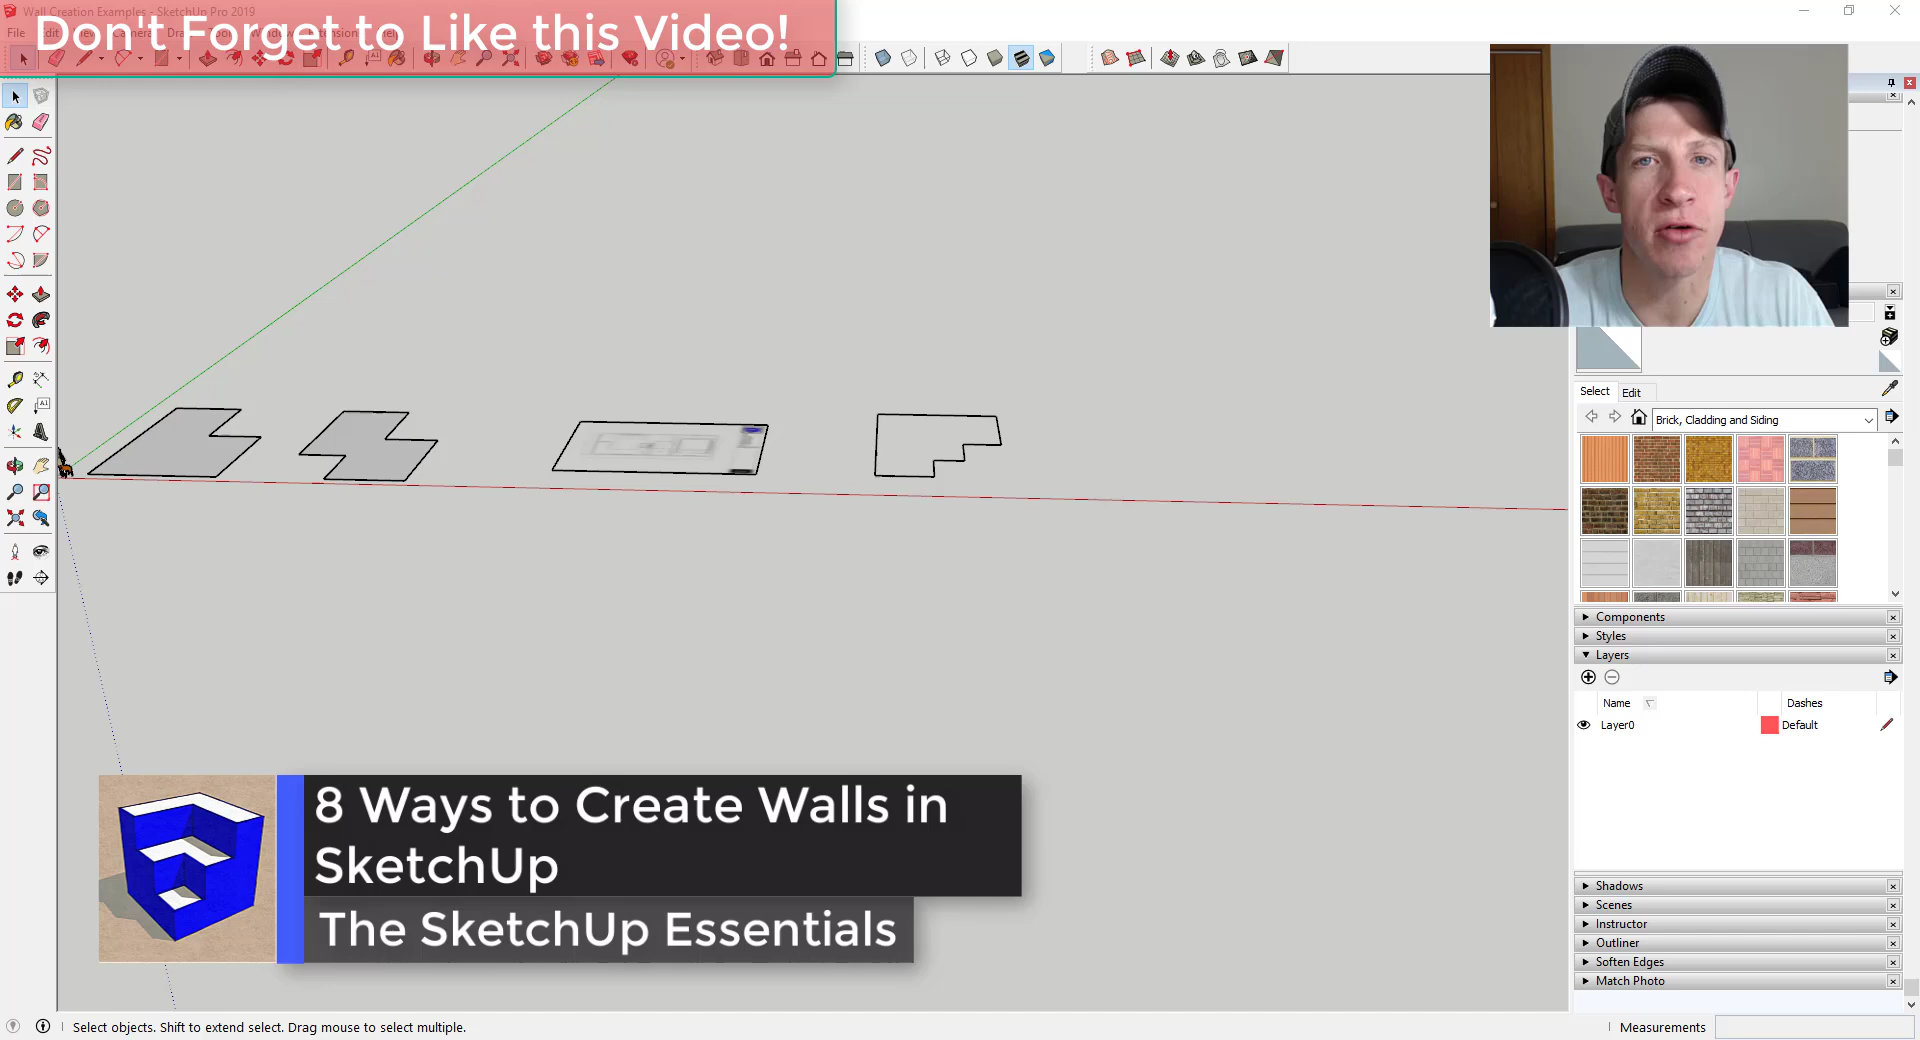 Wall Creation Examples - SketchUp Pro 2019
Don't Forget to Like this Video!
File
Select
Edit
Brick, Cladding and Siding
Components
Styles
Layers
Name
Dashes
Layer0
Default
8 Ways to Create Walls in
SketchUp
The SketchUp Essentials
Shadows
Scenes
Instructor
Outliner
Soften Edges
Match Photo
Select objects. Shift to extend select. Drag mouse to select multiple.
Measurements